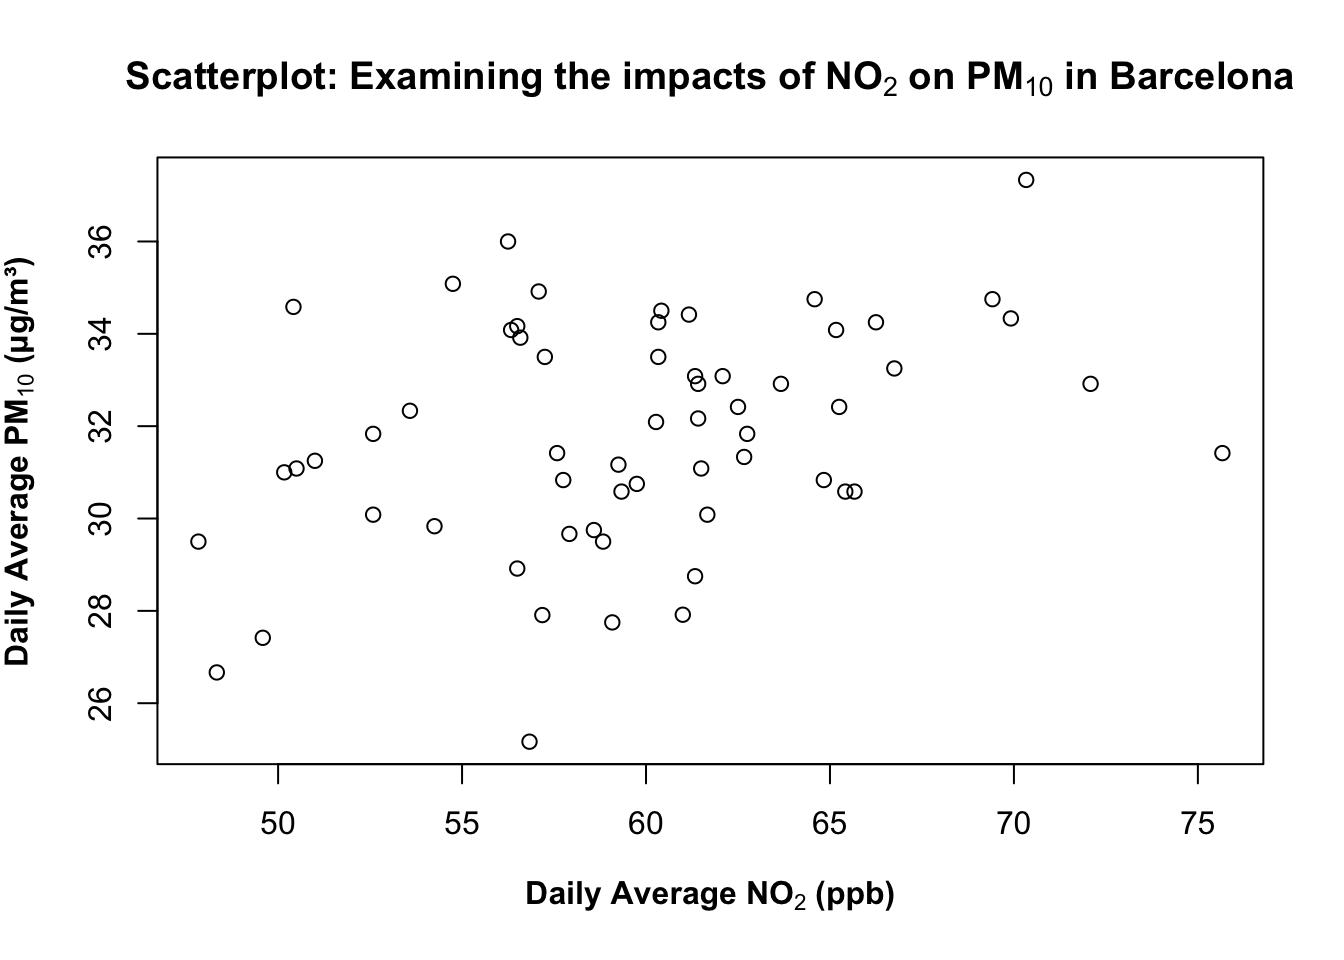 Scatterplot: Examining the impacts of NO₂ on PM₁₀ in Barcelona
Daily Average PM₁₀ (µg/m³)
36
34
32
30
28
26
50 55 60 65 70 75
Daily Average NO₂ (ppb)